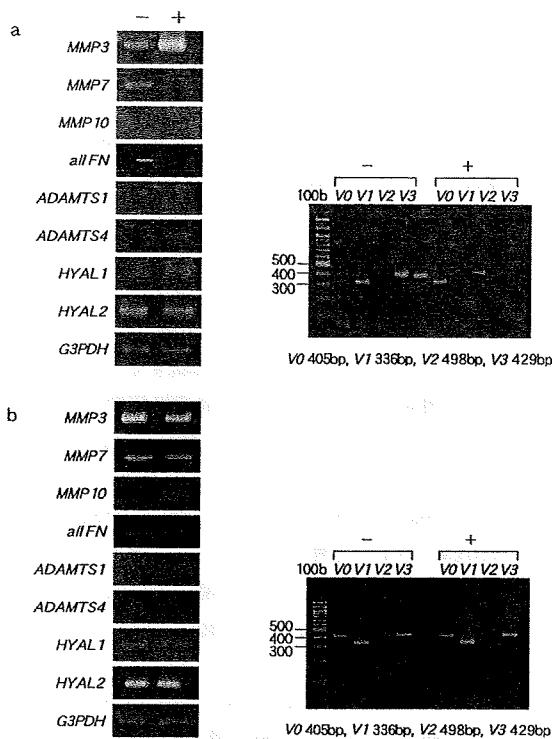 a
− +
MMP3
MMP7
MMP10
all FN
ADAMTS1
ADAMTS4
HYAL1
HYAL2
G3PDH
− +
100b V0 V1 V2 V3 V0 V1 V2 V3
500
400
300
V0 405bp, V1 336bp, V2 498bp, V3 429bp
b
MMP3
MMP7
MMP10
all FN
ADAMTS1
ADAMTS4
HYAL1
HYAL2
G3PDH
− +
100b V0 V1 V2 V3 V0 V1 V2 V3
500
400
300
V0 405bp, V1 336bp, V2 498bp, V3 429bp